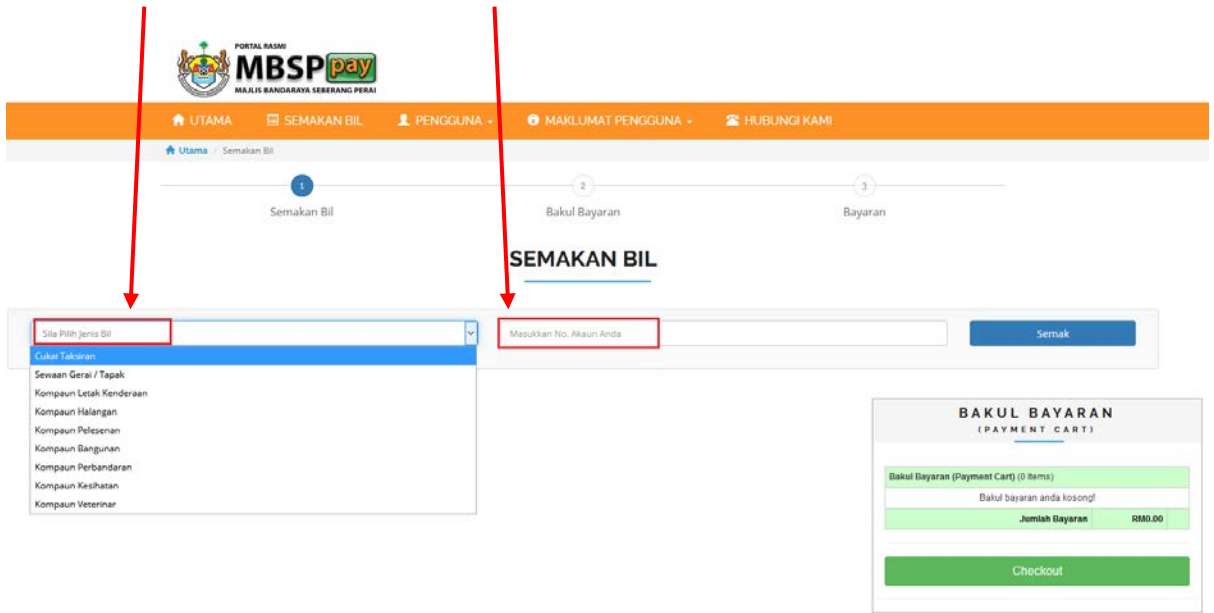 PORTAL RASMI
MBSP pay
MAJLIS BANDARAYA SEBERANG PERAI
UTAMA SEMAKAN BIL PENGGUNA MAKLUMAT PENGGUNA HUBUNGI KAMI
Utama / Semakan Bil
1 2 3
Semakan Bil Bakul Bayaran Bayaran
SEMAKAN BIL
Sila Pilih Jenis Bil Masukkan No. Akaun Anda Semak
Cukai Taksiran
Sewaan Gerai / Tapak
Kompaun Letak Kenderaan
Kompaun Halangan
Kompaun Pelesenan
Kompaun Bangunan
Kompaun Perbandaran
Kompaun Kesihatan
Kompaun Veterinar
BAKUL BAYARAN
(PAYMENT CART)
Bakul Bayaran (Payment Cart) (0 Items)
Bakul bayaran anda kosong!
Jumlah Bayaran RM0.00
Checkout